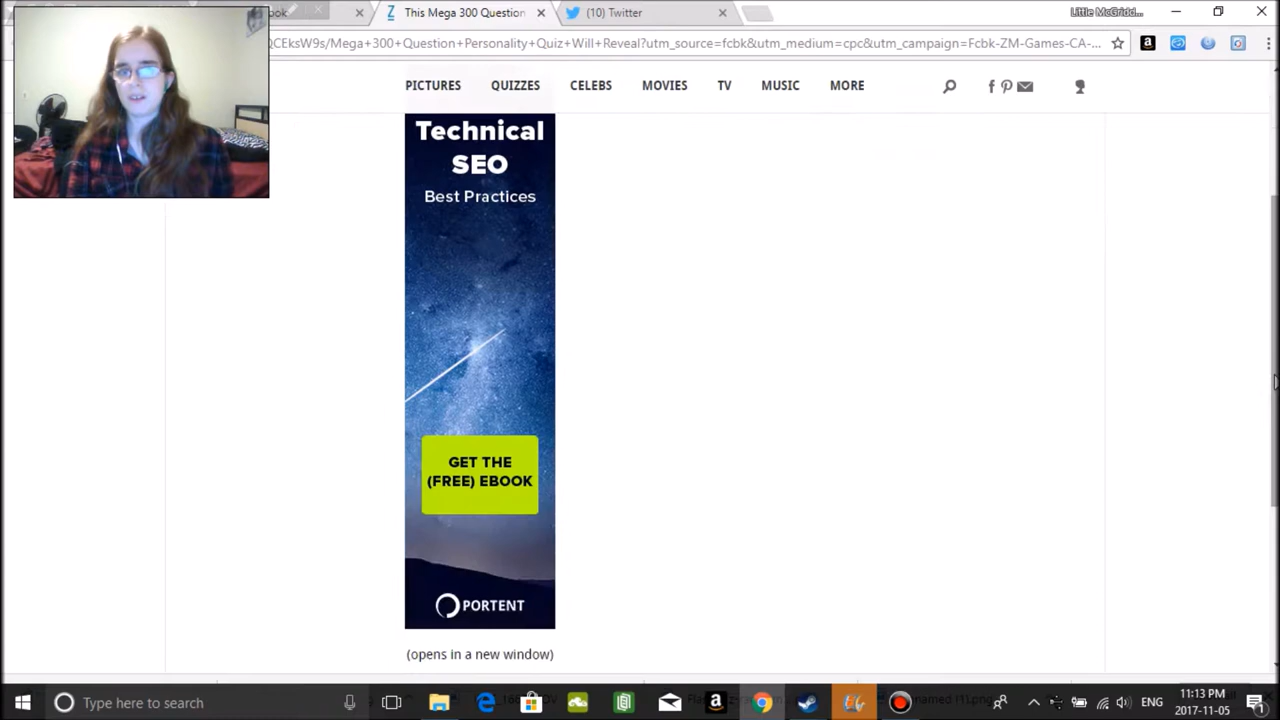 ook
This Mega 300 Question
(10) Twitter
Little McGridd...
QCEksW9s/Mega+300+Question+Personality+Quiz+Will+Reveal?utm_source=fcbk&utm_medium=cpc&utm_campaign=Fcbk-ZM-Games-CA-...
PICTURES QUIZZES CELEBS MOVIES TV MUSIC MORE
Technical
SEO
Best Practices
GET THE
(FREE) EBOOK
PORTENT
(opens in a new window)
Type here to search
ENG
11:13 PM
2017-11-05